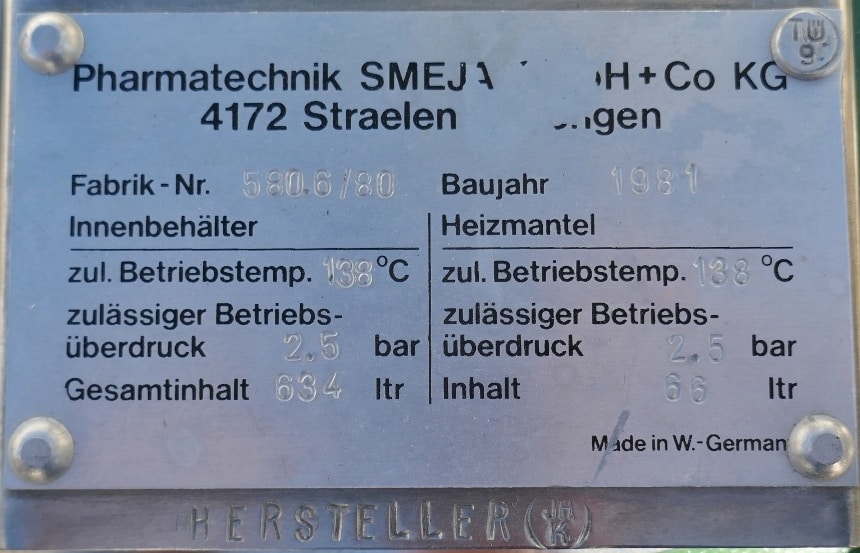 Pharmatechnik SMEJA + Co KG
4172 Straelen
Fabrik-Nr. 580.6/80 Baujahr 1981
Innenbehälter Heizmantel
zul. Betriebstemp. 138 °C zul. Betriebstemp. 138 °C
zulässiger Betriebs- zulässiger Betriebs-
überdruck 2.5 bar überdruck 2.5 bar
Gesamtinhalt 634 ltr Inhalt 66 ltr
Made in W.-German
HERSTELLER